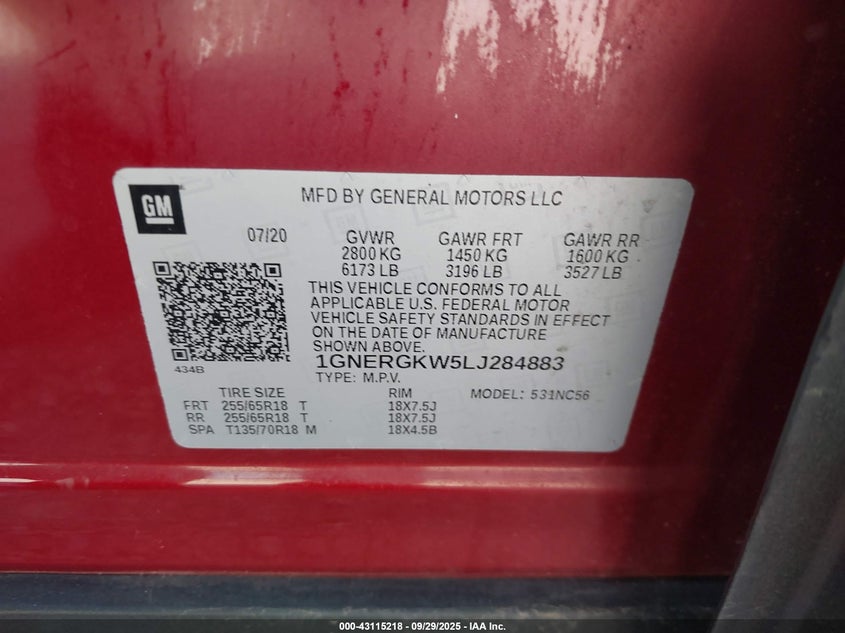 GM
MFD BY GENERAL MOTORS LLC
07/20 GVWR GAWR FRT GAWR RR
2800 KG 1450 KG 1600 KG
6173 LB 3196 LB 3527 LB
THIS VEHICLE CONFORMS TO ALL
APPLICABLE U.S. FEDERAL MOTOR
VEHICLE SAFETY STANDARDS IN EFFECT
ON THE DATE OF MANUFACTURE
SHOWN ABOVE.
434B
1GNERGKW5LJ284883
TYPE: M.P.V.
TIRE SIZE RIM MODEL: 531NC56
FRT 255/65R18 T 18X7.5J
RR 255/65R18 T 18X7.5J
SPA T135/70R18 M 18X4.5B
000-43115218 - 09/29/2025 - IAA Inc.